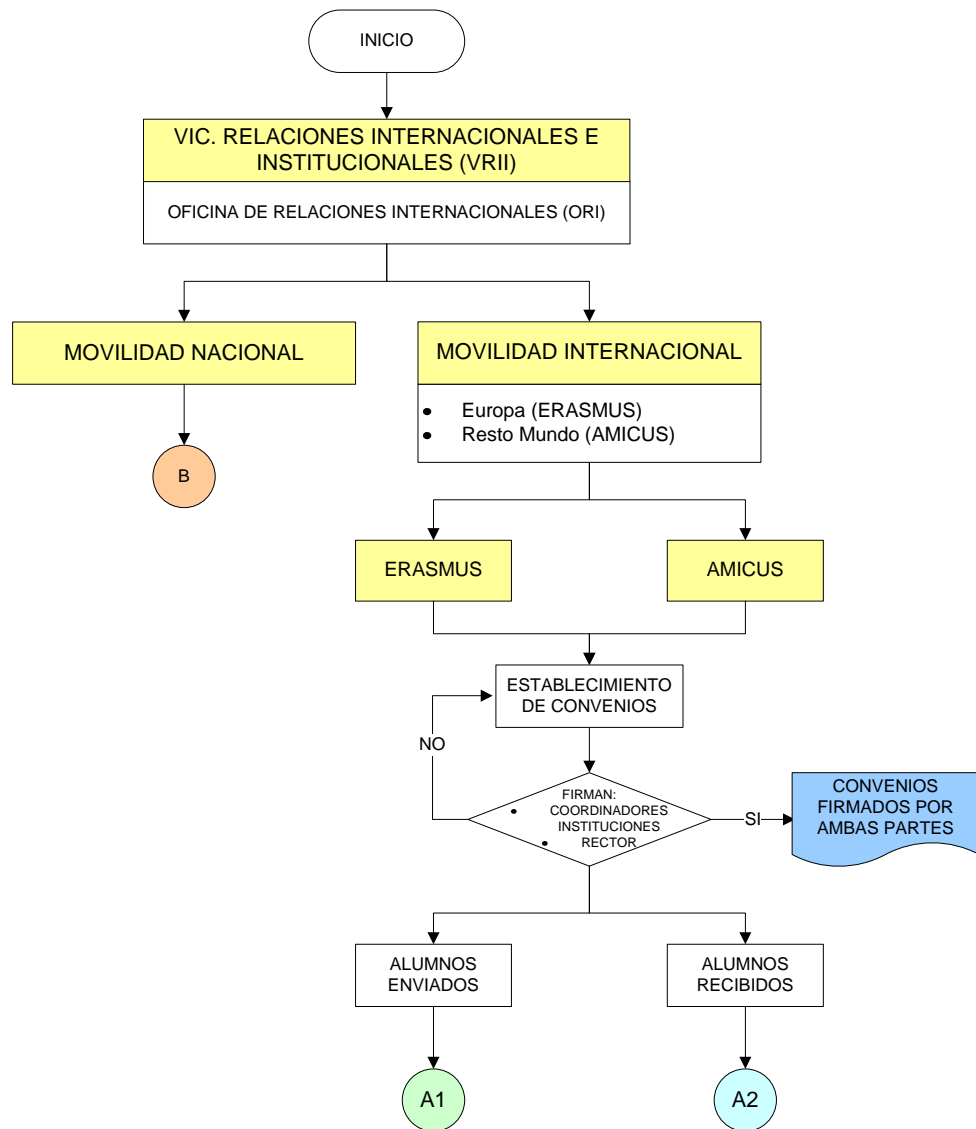 INICIO
VIC. RELACIONES INTERNACIONALES E
INSTITUCIONALES (VRII)
OFICINA DE RELACIONES INTERNACIONALES (ORI)
MOVILIDAD NACIONAL
MOVILIDAD INTERNACIONAL
• Europa (ERASMUS)
• Resto Mundo (AMICUS)
B
ERASMUS
AMICUS
ESTABLECIMIENTO
DE CONVENIOS
NO
FIRMAN:
• COORDINADORES
INSTITUCIONES
• RECTOR
SI
CONVENIOS
FIRMADOS POR
AMBAS PARTES
ALUMNOS
ENVIADOS
ALUMNOS
RECIBIDOS
A1
A2